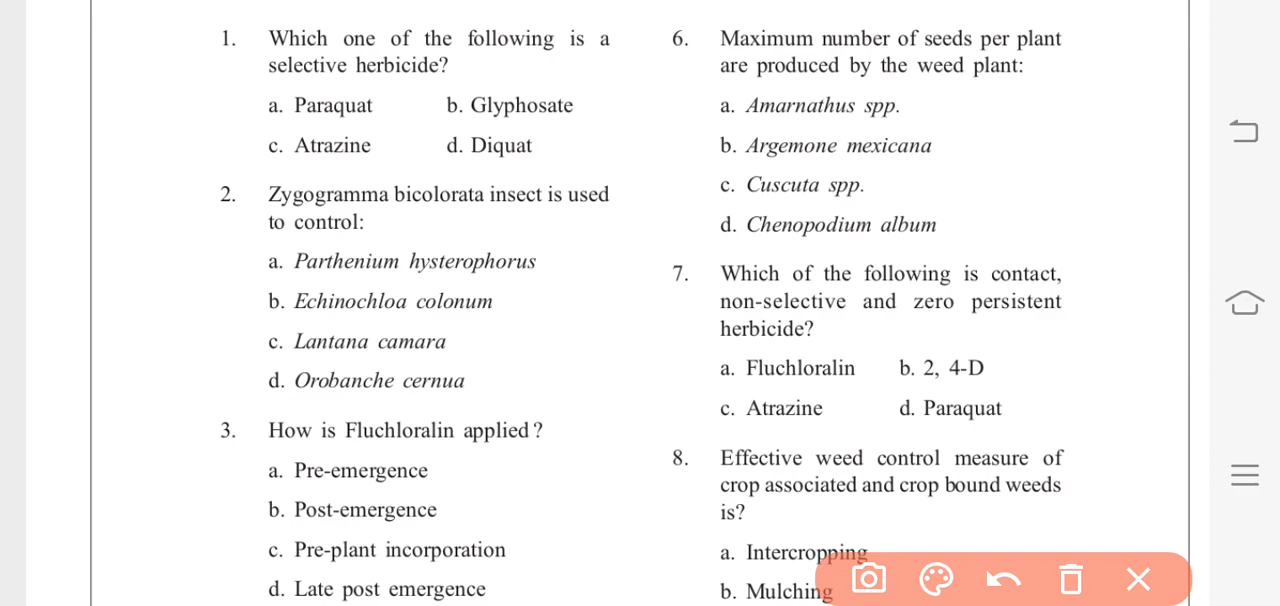 1. Which one of the following is a
selective herbicide?
a. Paraquat b. Glyphosate
c. Atrazine d. Diquat
2. Zygogramma bicolorata insect is used
to control:
a. Parthenium hysterophorus
b. Echinochloa colonum
c. Lantana camara
d. Orobanche cernua
3. How is Fluchloralin applied?
a. Pre-emergence
b. Post-emergence
c. Pre-plant incorporation
d. Late post emergence
6. Maximum number of seeds per plant
are produced by the weed plant:
a. Amarnathus spp.
b. Argemone mexicana
c. Cuscuta spp.
d. Chenopodium album
7. Which of the following is contact,
non-selective and zero persistent
herbicide?
a. Fluchloralin b. 2, 4-D
c. Atrazine d. Paraquat
8. Effective weed control measure of
crop associated and crop bound weeds
is?
a. Intercropping
b. Mulching